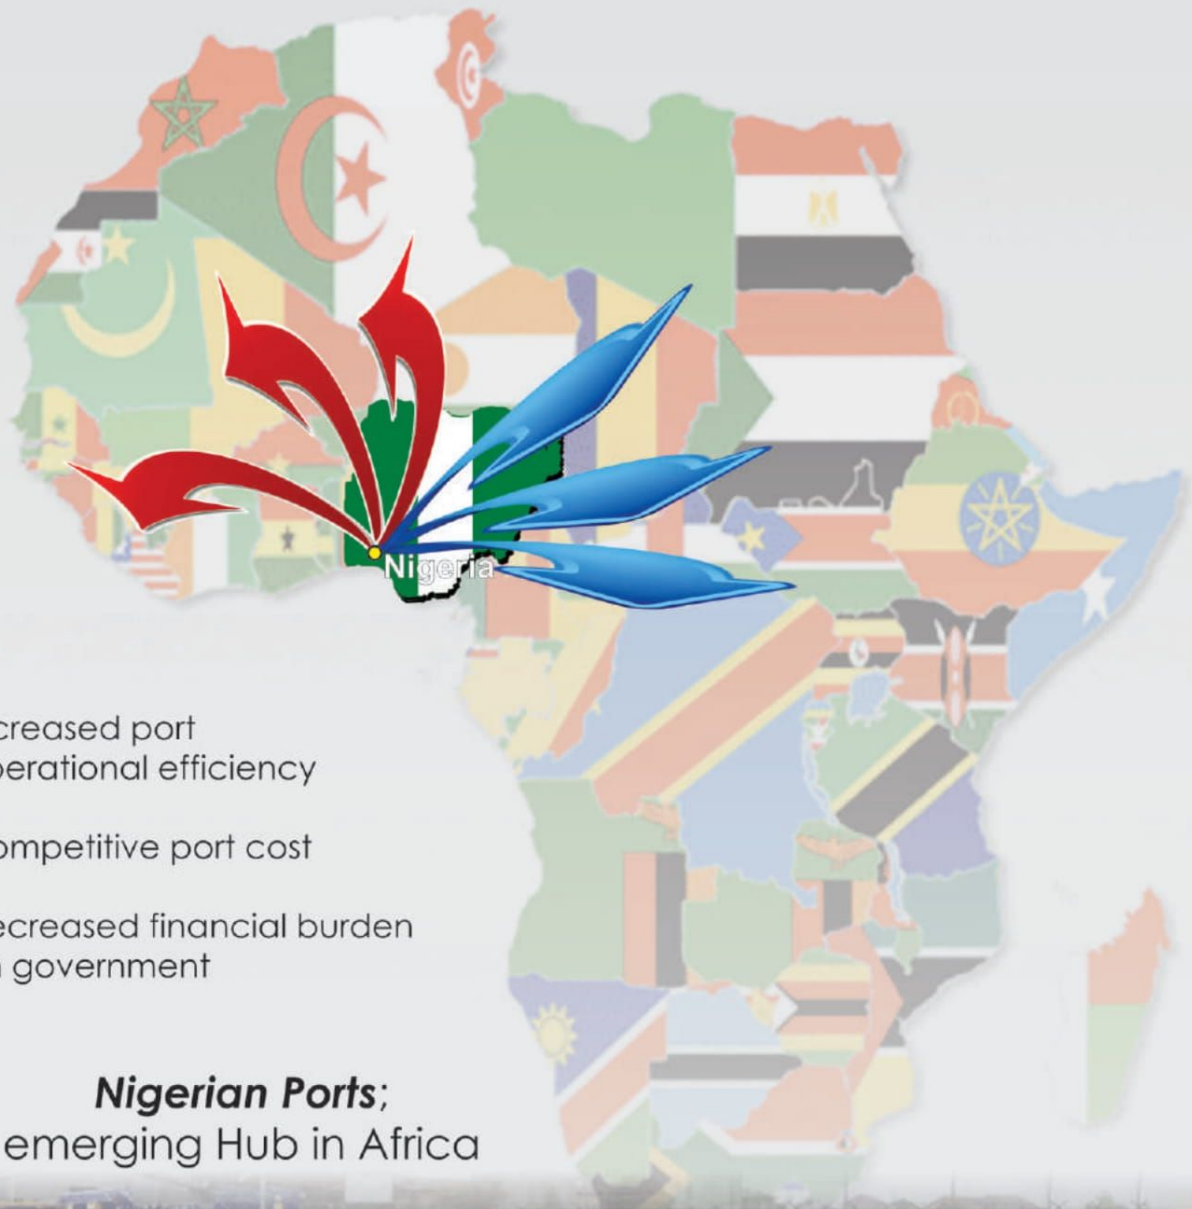 Nigeria
creased port
perational efficiency
ompetitive port cost
ecreased financial burden
government
Nigerian Ports;
emerging Hub in Africa